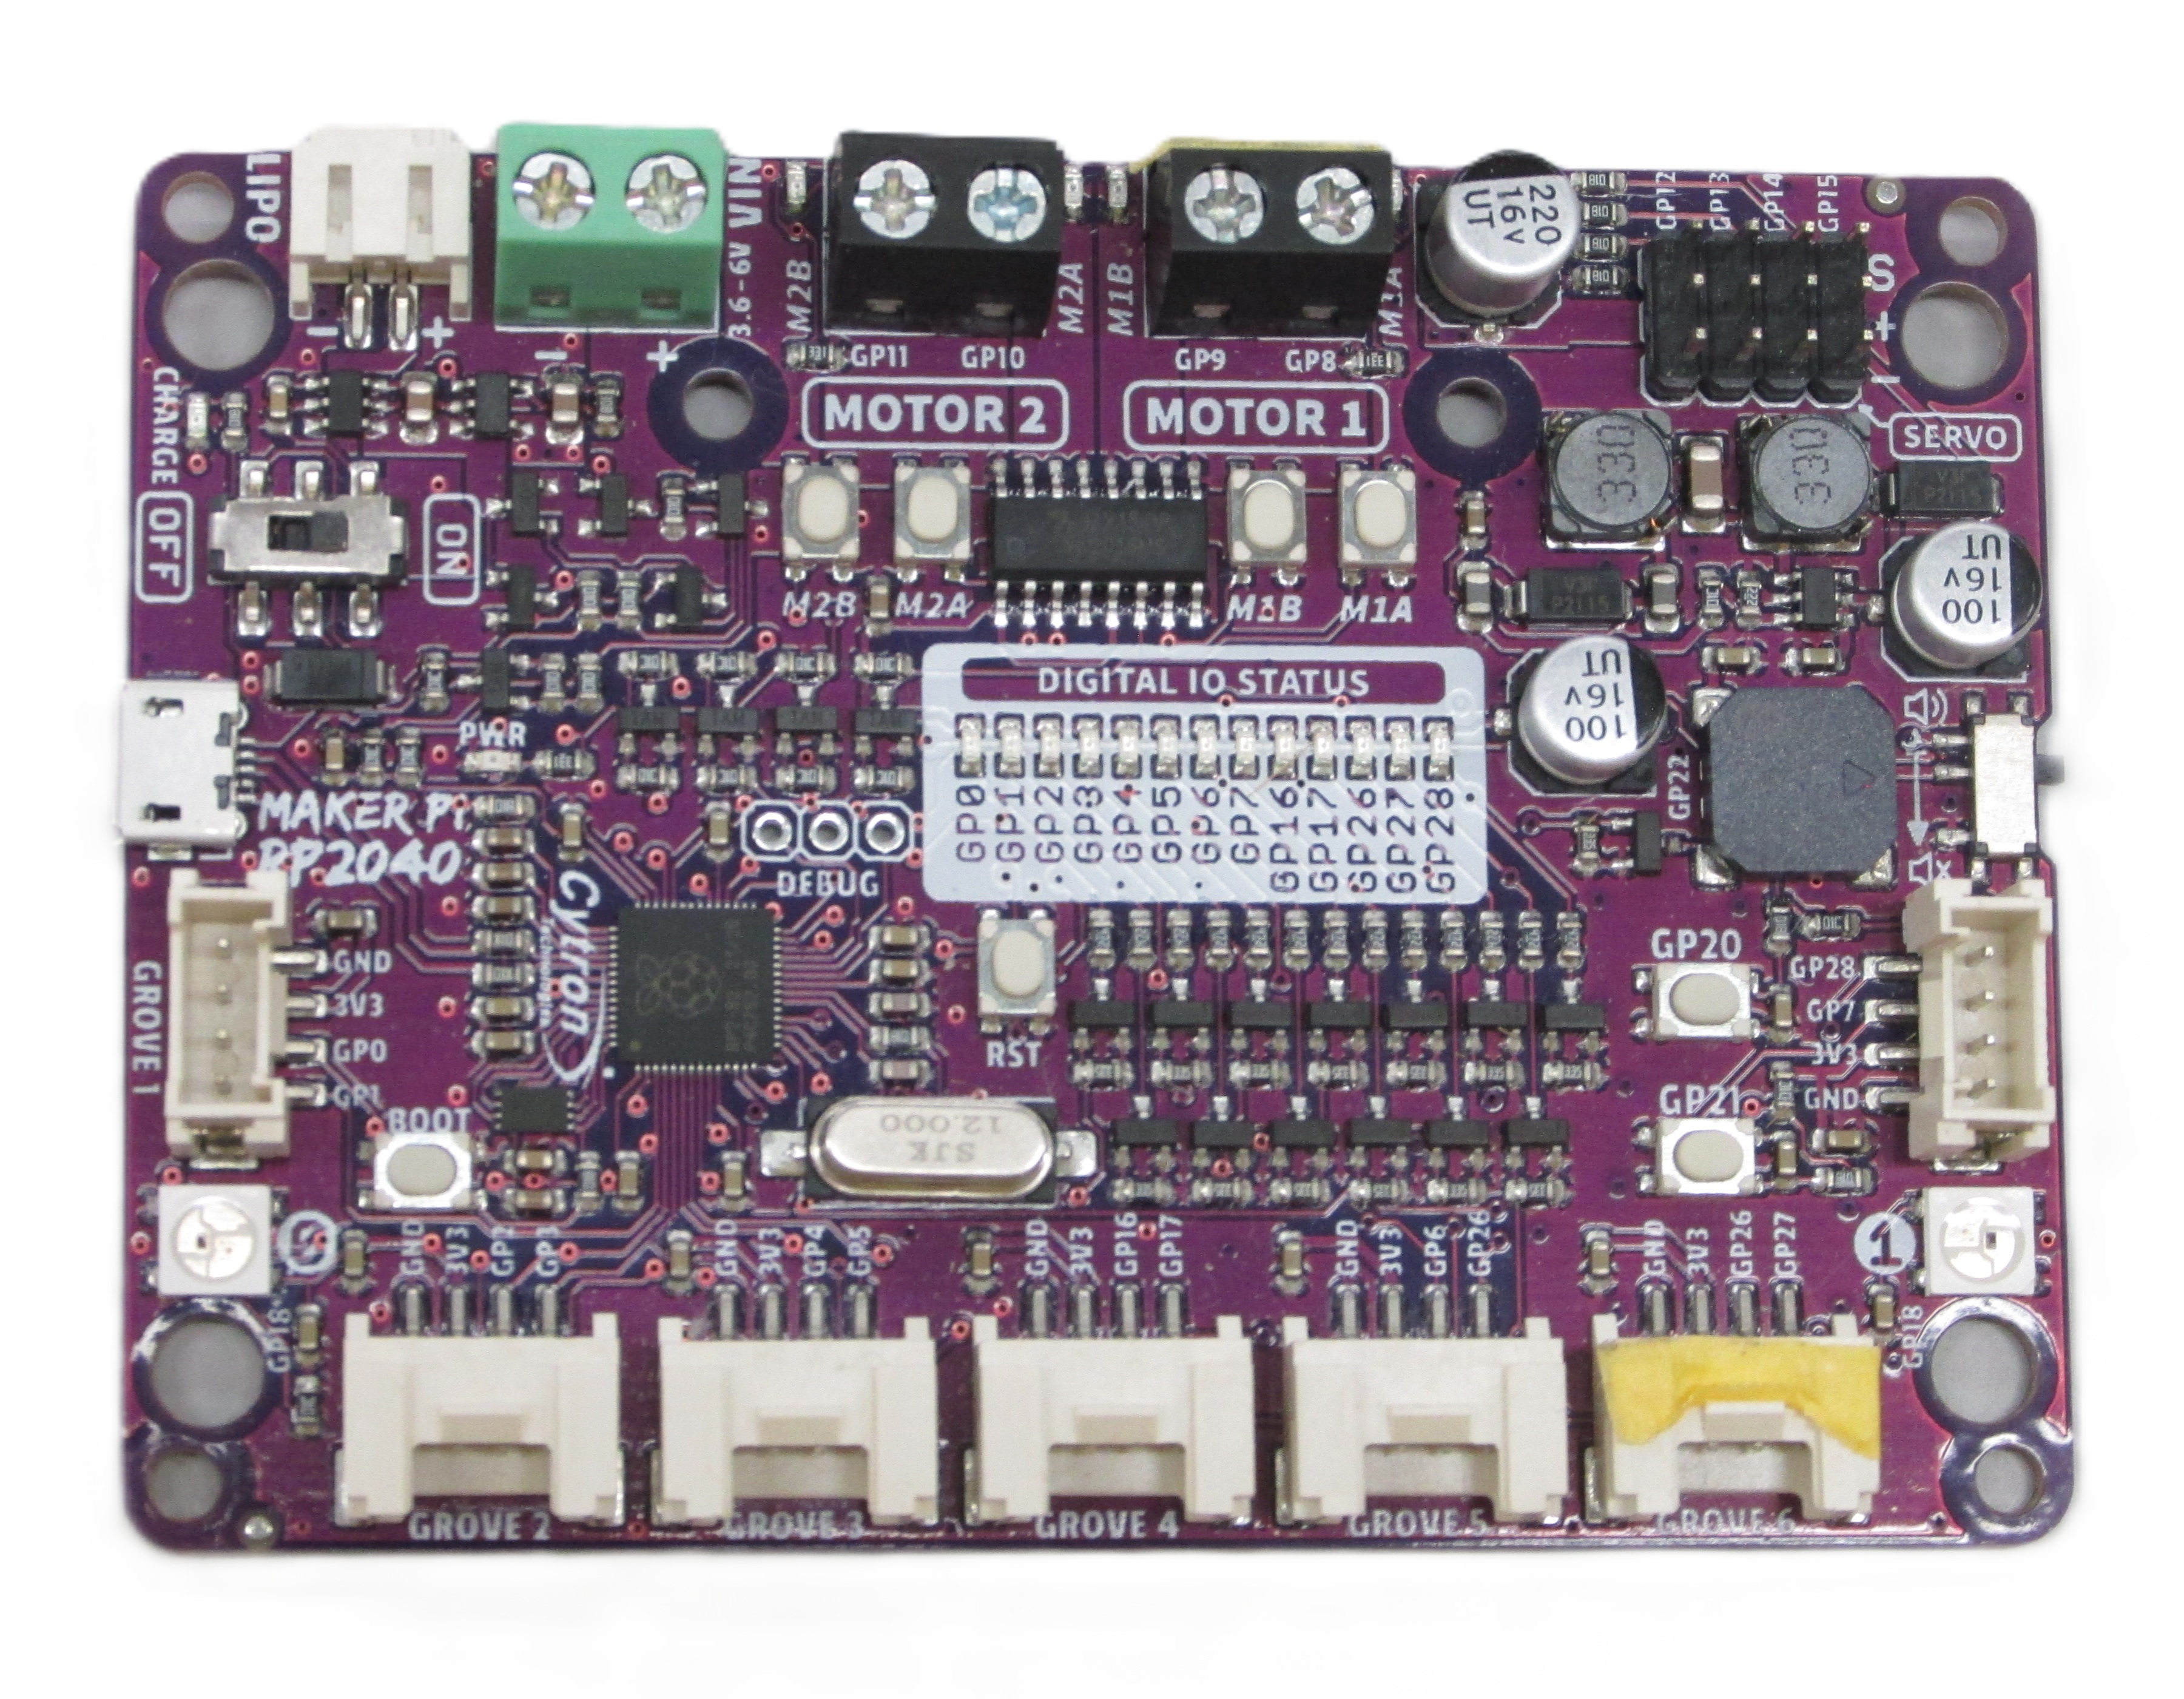 LIPO
- +
- +
3.6-6V VIN
M2B
M2A
M1B
M1A
GP11 GP10
GP9 GP8
MOTOR 2
MOTOR 1
220
16v
UT
GP12
GP13
GP14
GP15
S
+
-
SERVO
CHARGE
OFF
ON
330
330
V3F
P2115
V3F
P2115
M2B M2A
M1B M1A
100
16v
UT
100
16v
UT
DIGITAL IO STATUS
GP0
GP1
GP2
GP3
GP4
GP5
GP6
GP7
GP16
GP17
GP26
GP27
GP28
PWR
MAKER Pi
RP2040
DEBUG
Cytron
Technologies
GP22
GROVE 1
GND
3V3
GP0
GP1
BOOT
RST
SJK
12.000
GP20
GP21
GP28
GP7
3V3
GND
0
1
GP18
GP18
GND
3V3
GP2
GP3
GND
3V3
GP4
GP5
GND
3V3
GP16
GP17
GND
3V3
GP6
GP26
GND
3V3
GP26
GP27
GROVE 2
GROVE 3
GROVE 4
GROVE 5
GROVE 6